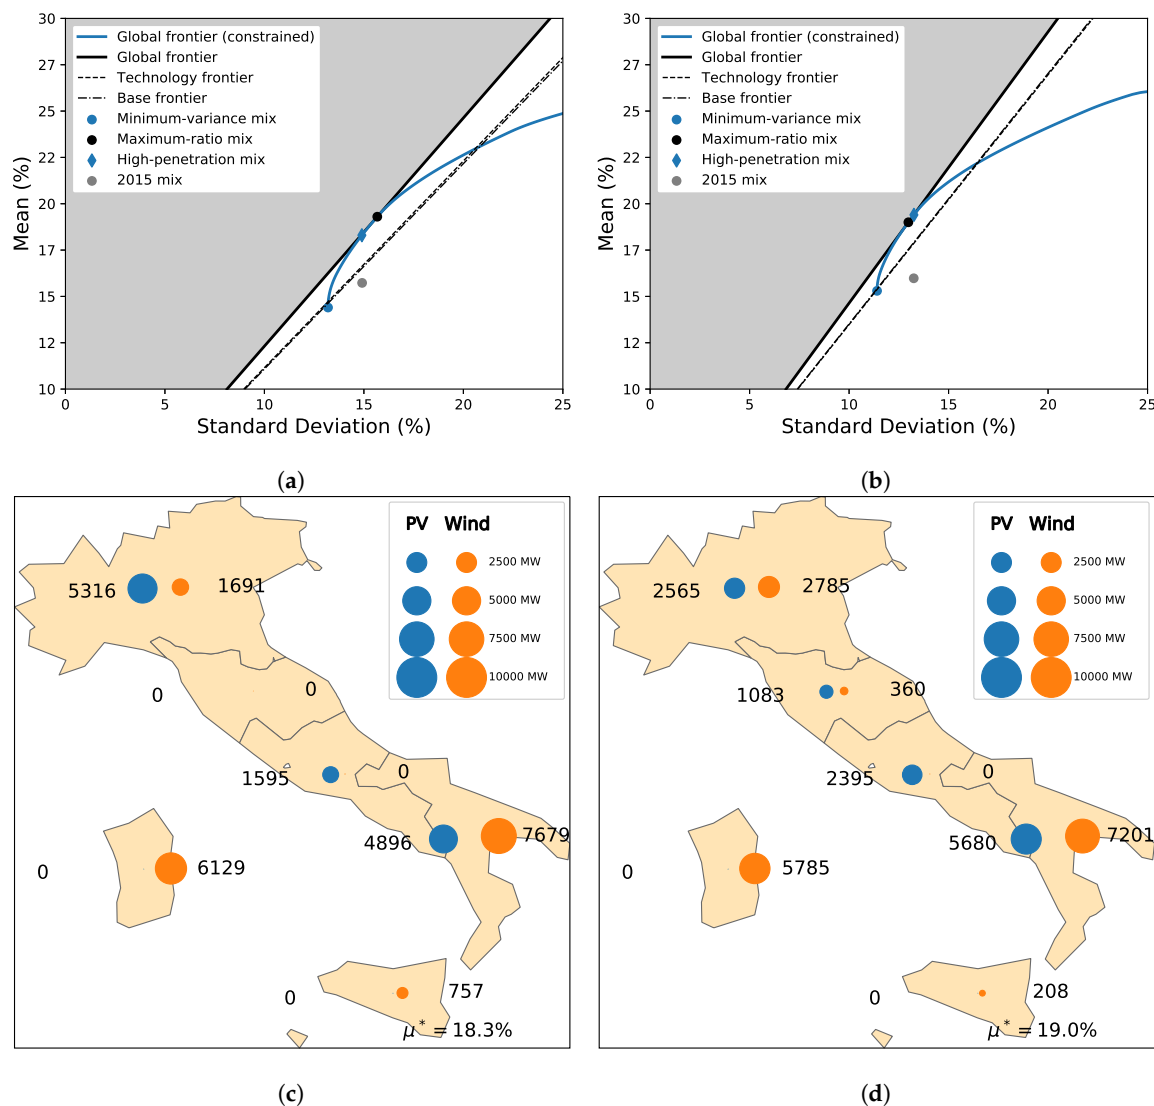 30
27
25
22
20
17
15
12
10
Mean (%)
Global frontier (constrained)
Global frontier
Technology frontier
Base frontier
Minimum-variance mix
Maximum-ratio mix
High-penetration mix
2015 mix
0 5 10 15 20 25
Standard Deviation (%)
(a)
30
27
25
22
20
17
15
12
10
Mean (%)
Global frontier (constrained)
Global frontier
Technology frontier
Base frontier
Minimum-variance mix
Maximum-ratio mix
High-penetration mix
2015 mix
0 5 10 15 20 25
Standard Deviation (%)
(b)
PV Wind
2500 MW
5000 MW
7500 MW
10000 MW
5316 1691
0 0
1595 0
4896 7679
0 6129
0 757
μ* = 18.3%
(c)
PV Wind
2500 MW
5000 MW
7500 MW
10000 MW
2565 2785
1083 360
2395 0
5680 7201
0 5785
0 208
μ* = 19.0%
(d)